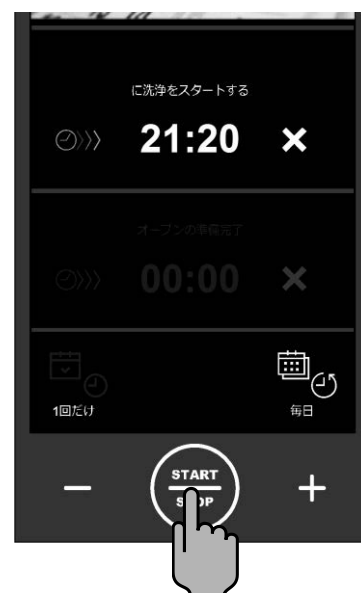 に洗浄をスタートする
21:20
オーブンの準備完了
00:00
1回だけ
毎日
START
STOP